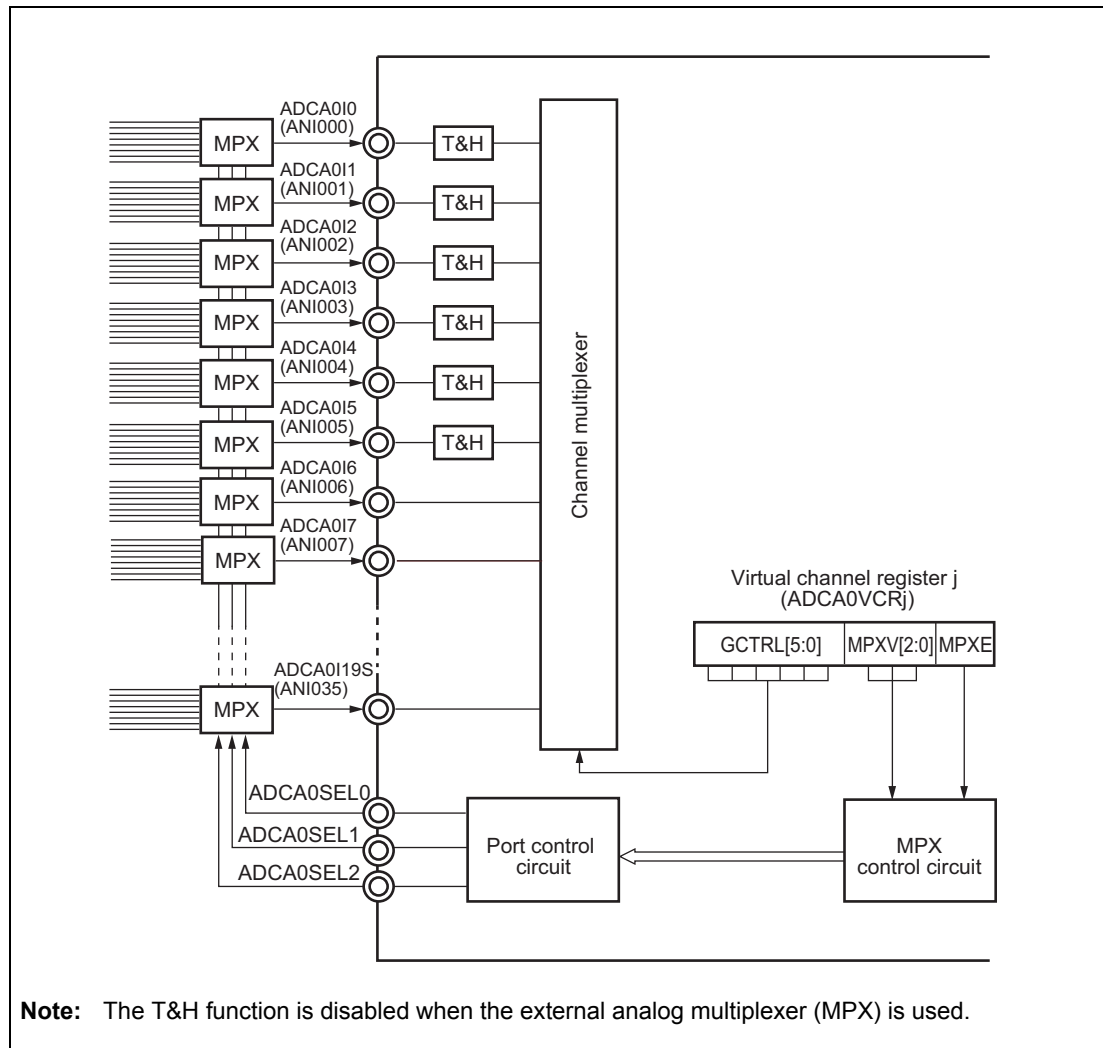 ADCA0I0
(ANI000)
MPX
T&H
ADCA0I1
(ANI001)
MPX
T&H
ADCA0I2
(ANI002)
MPX
T&H
ADCA0I3
(ANI003)
MPX
T&H
ADCA0I4
(ANI004)
MPX
T&H
ADCA0I5
(ANI005)
MPX
T&H
ADCA0I6
(ANI006)
MPX
ADCA0I7
(ANI007)
MPX
ADCA0I19S
(ANI035)
MPX
Channel multiplexer
Virtual channel register j
(ADCA0VCRj)
GCTRL[5:0] MPXV[2:0] MPXE
ADCA0SEL0
ADCA0SEL1
ADCA0SEL2
Port control
circuit
MPX
control circuit
Note: The T&H function is disabled when the external analog multiplexer (MPX) is used.